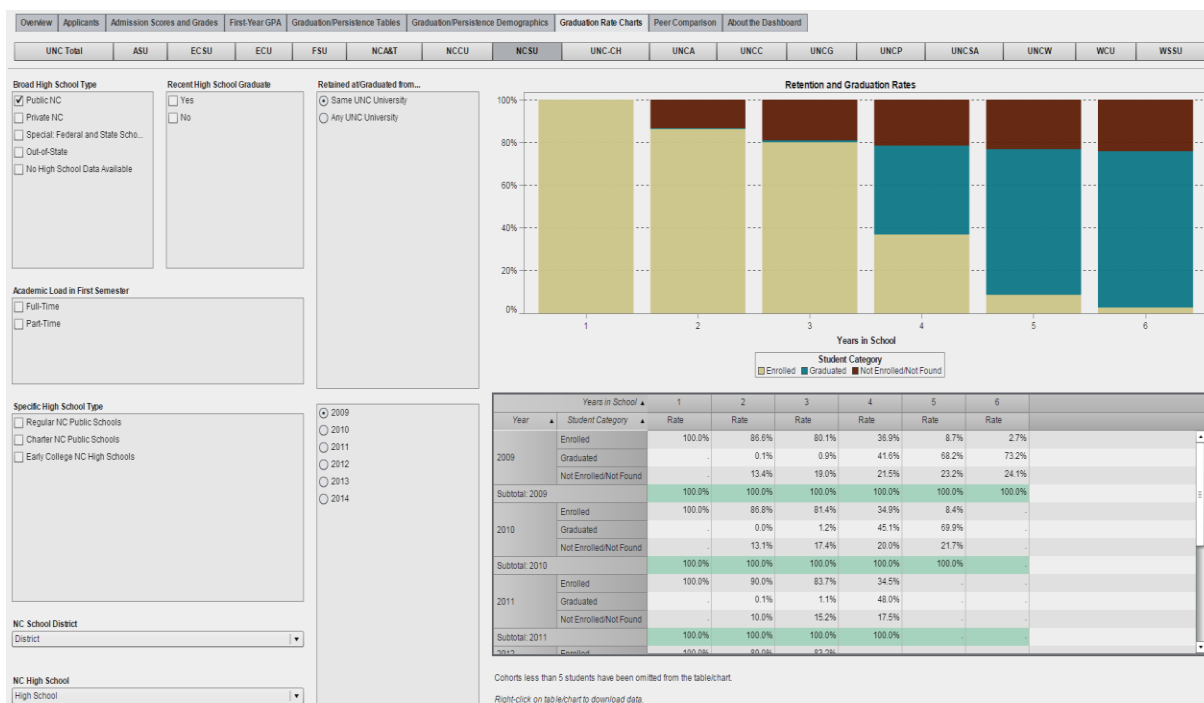 Overview Applicants Admission Scores and Grades First-Year GPA Graduation/Persistence Tables Graduation/Persistence Demographics Graduation Rate Charts Peer Comparison About the Dashboard
UNC Total ASU ECSU ECU FSU NCA&T NCCU NCSU UNC-CH UNCA UNCC UNCG UNCP UNCSA UNCW WCU WSSU
Broad High School Type
Public NC
Private NC
Special: Federal and State Scho...
Out-of-State
No High School Data Available
Recent High School Graduate
Yes
No
Retained at/Graduated from...
Same UNC University
Any UNC University
Academic Load in First Semester
Full-Time
Part-Time
Specific High School Type
Regular NC Public Schools
Charter NC Public Schools
Early College NC High Schools
2009
2010
2011
2012
2013
2014
NC School District
District
NC High School
High School
Retention and Graduation Rates
100%
80%
60%
40%
20%
0%
1 2 3 4 5 6
Years in School
Student Category
Enrolled Graduated Not Enrolled/Not Found
Years in School 1 2 3 4 5 6
Year Student Category Rate Rate Rate Rate Rate Rate
2009 Enrolled 100.0% 86.6% 80.1% 36.9% 8.7% 2.7%
Graduated . 0.1% 0.9% 41.6% 68.2% 73.2%
Not Enrolled/Not Found . 13.4% 19.0% 21.5% 23.2% 24.1%
Subtotal: 2009 100.0% 100.0% 100.0% 100.0% 100.0% 100.0%
2010 Enrolled 100.0% 86.8% 81.4% 34.9% 8.4% .
Graduated . 0.0% 1.2% 45.1% 69.9% .
Not Enrolled/Not Found . 13.1% 17.4% 20.0% 21.7% .
Subtotal: 2010 100.0% 100.0% 100.0% 100.0% 100.0% .
2011 Enrolled 100.0% 90.0% 83.7% 34.5% . .
Graduated . 0.1% 1.1% 48.0% . .
Not Enrolled/Not Found . 10.0% 15.2% 17.5% . .
Subtotal: 2011 100.0% 100.0% 100.0% 100.0% . .
2012 Enrolled 100.0% 89.0% 83.2%
Cohorts less than 5 students have been omitted from the table/chart.
Right-click on table/chart to download data.